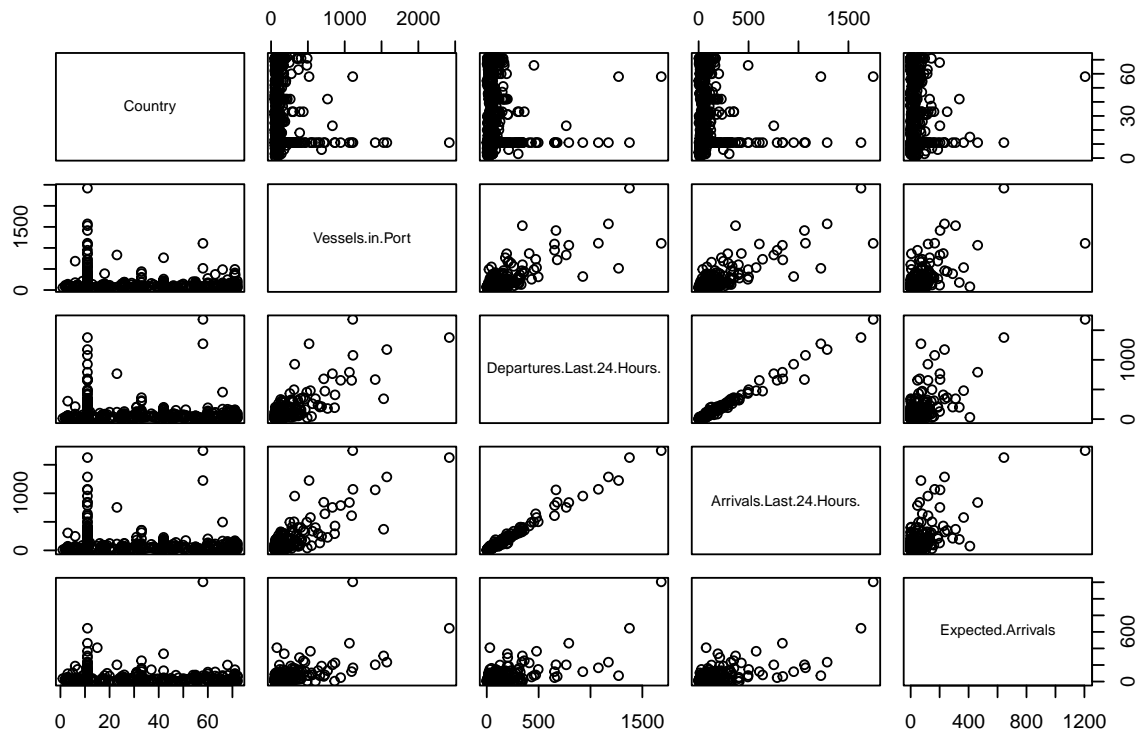 0 1000 2000
0 500 1500
Country
0 30 60
0 1500
Vessels.in.Port
Departures.Last.24.Hours.
0 1000
0 1000
Arrivals.Last.24.Hours.
Expected.Arrivals
0 600
0 20 40 60
0 500 1500
0 400 800 1200